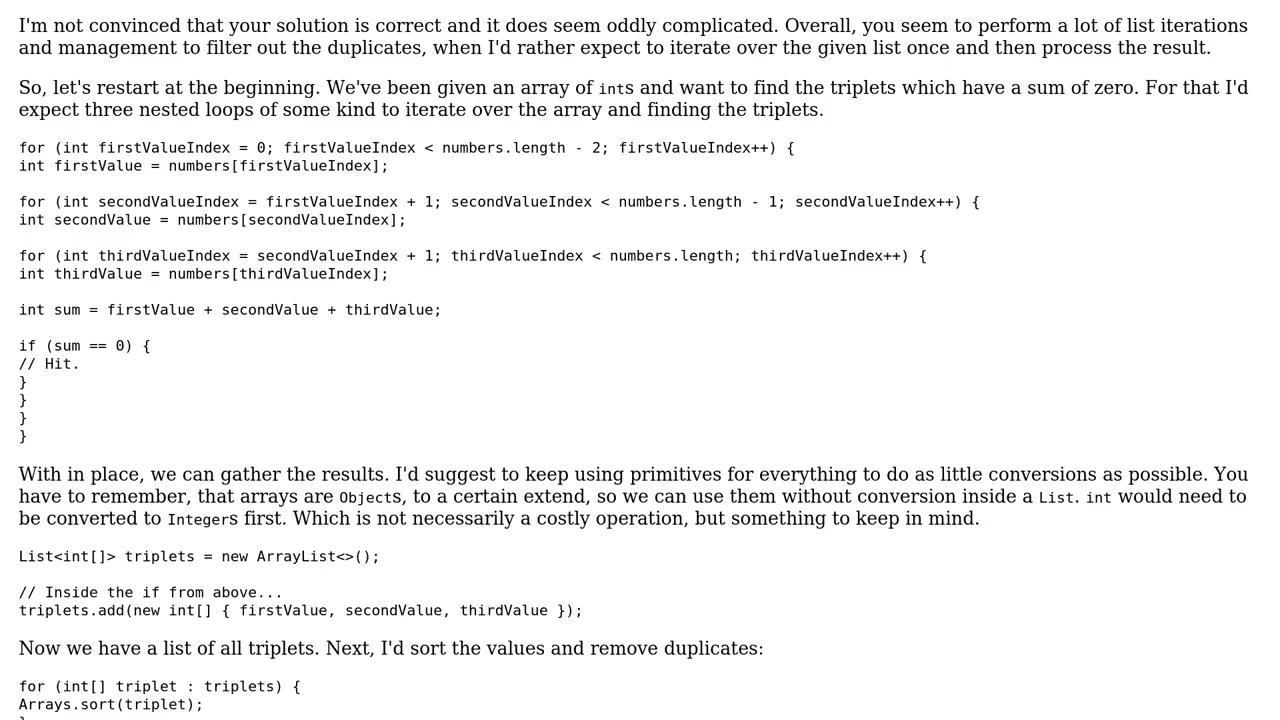 I'm not convinced that your solution is correct and it does seem oddly complicated. Overall, you seem to perform a lot of list iterations
and management to filter out the duplicates, when I'd rather expect to iterate over the given list once and then process the result.
So, let's restart at the beginning. We've been given an array of ints and want to find the triplets which have a sum of zero. For that I'd
expect three nested loops of some kind to iterate over the array and finding the triplets.
for (int firstValueIndex = 0; firstValueIndex < numbers.length - 2; firstValueIndex++) {
int firstValue = numbers[firstValueIndex];
for (int secondValueIndex = firstValueIndex + 1; secondValueIndex < numbers.length - 1; secondValueIndex++) {
int secondValue = numbers[secondValueIndex];
for (int thirdValueIndex = secondValueIndex + 1; thirdValueIndex < numbers.length; thirdValueIndex++) {
int thirdValue = numbers[thirdValueIndex];
int sum = firstValue + secondValue + thirdValue;
if (sum == 0) {
// Hit.
}
}
}
}
With in place, we can gather the results. I'd suggest to keep using primitives for everything to do as little conversions as possible. You
have to remember, that arrays are Objects, to a certain extend, so we can use them without conversion inside a List. int would need to
be converted to Integers first. Which is not necessarily a costly operation, but something to keep in mind.
List<int[]> triplets = new ArrayList<>();
// Inside the if from above...
triplets.add(new int[] { firstValue, secondValue, thirdValue });
Now we have a list of all triplets. Next, I'd sort the values and remove duplicates:
for (int[] triplet : triplets) {
Arrays.sort(triplet);